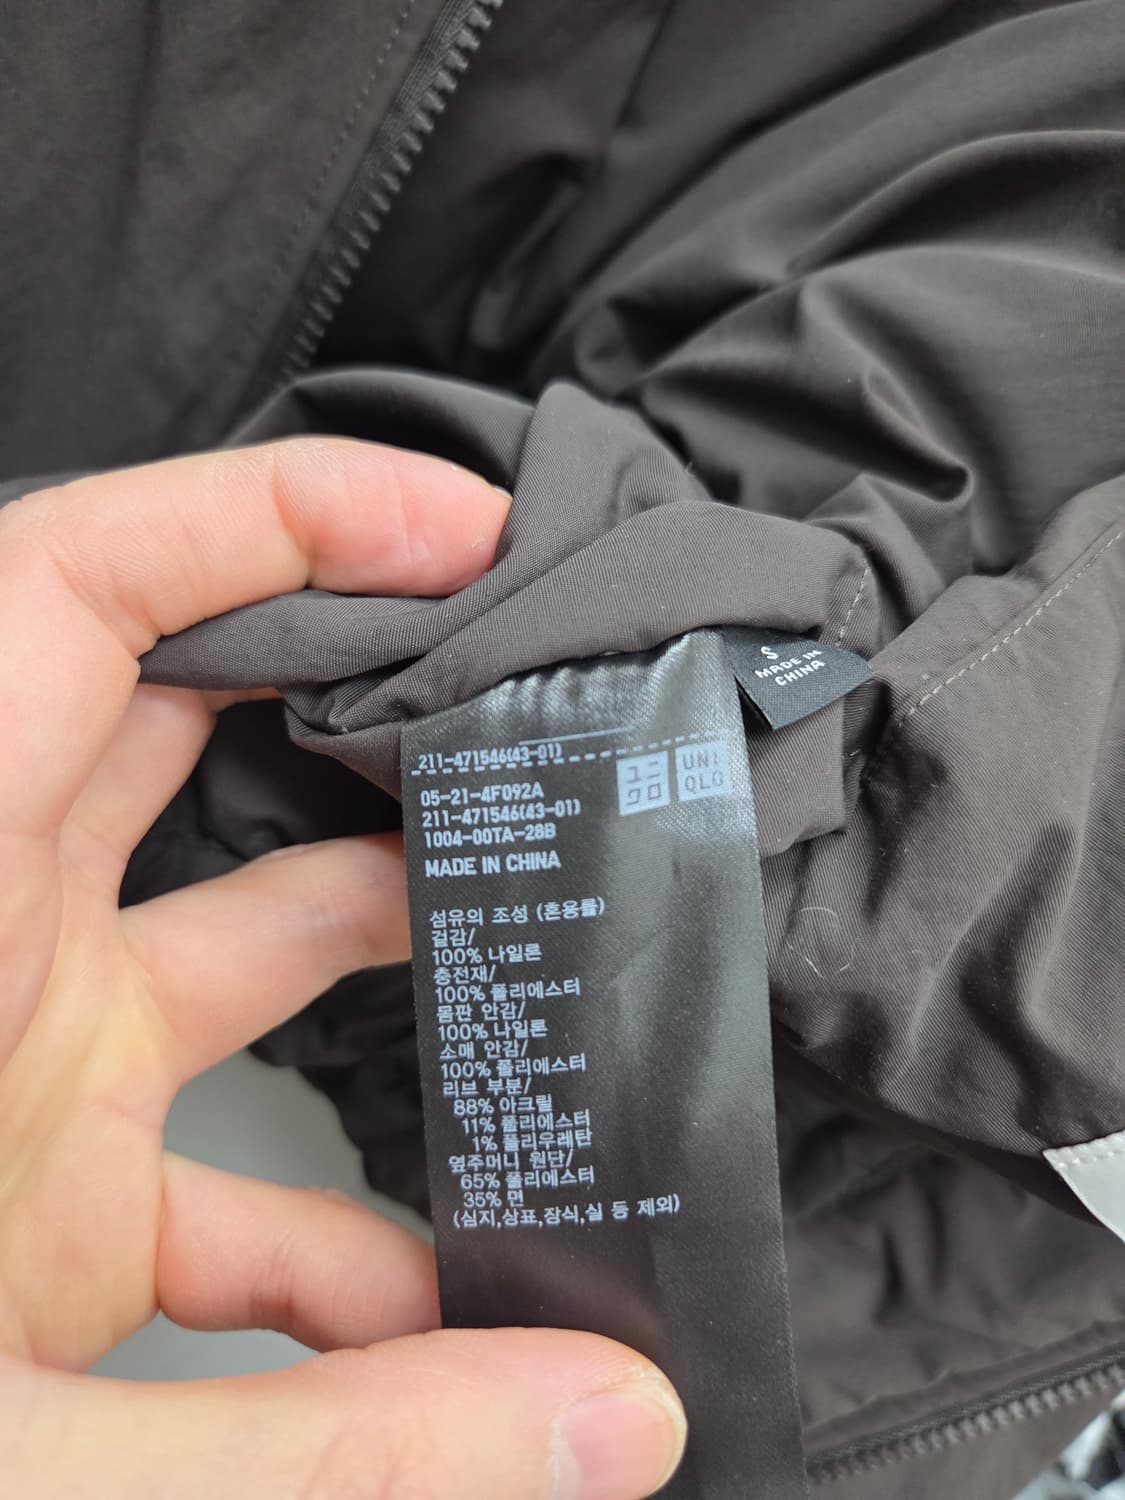 S
MADE IN
CHINA
211-471546(43-01)
ユニ
クロ
UNI
QLO
05-21-4F092A
211-471546(43-01)
1004-00TA-28B
MADE IN CHINA
섬유의 조성 (혼용률)
겉감/
100% 나일론
충전재/
100% 폴리에스터
몸판 안감/
100% 나일론
소매 안감/
100% 폴리에스터
리브 부분/
88% 아크릴
11% 폴리에스터
1% 폴리우레탄
옆주머니 원단/
65% 폴리에스터
35% 면
(심지,상표,장식,실 등 제외)